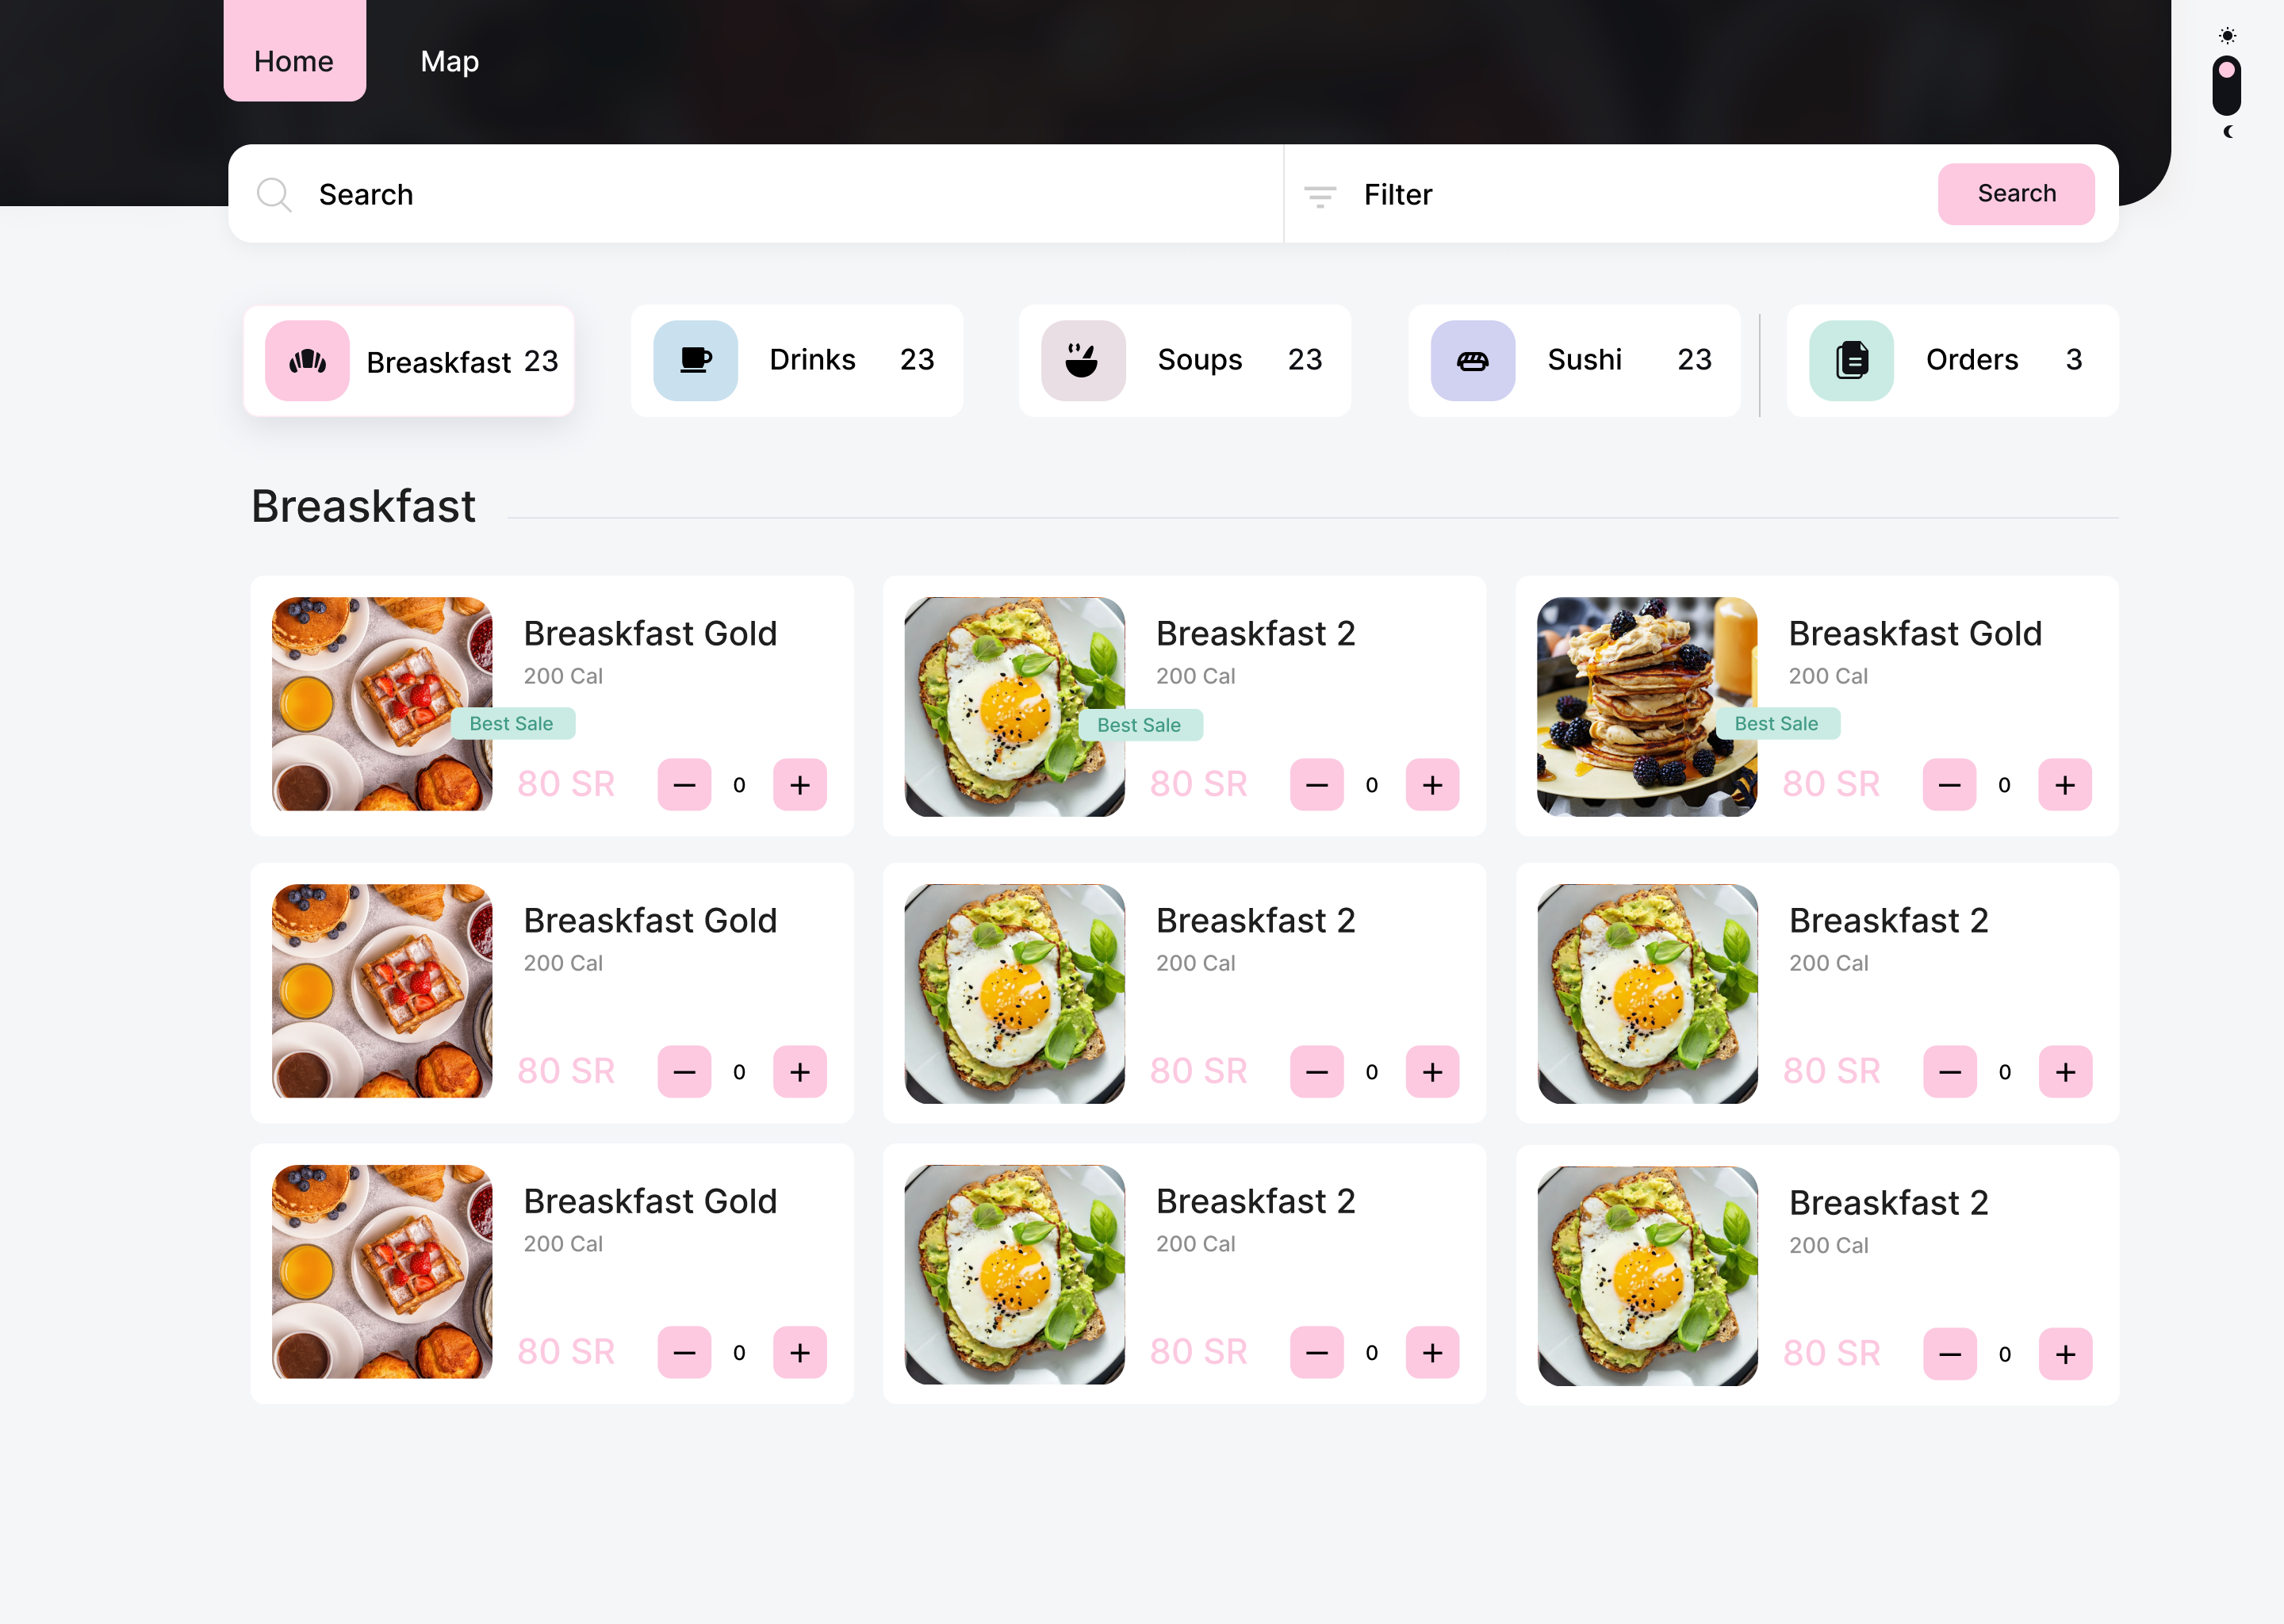 Home
Map
Search
Filter
Search
Breaskfast 23
Drinks 23
Soups 23
Sushi 23
Orders 3
Breaskfast
Breaskfast Gold
200 Cal
Best Sale
80 SR
0
Breaskfast 2
200 Cal
Best Sale
80 SR
0
Breaskfast Gold
200 Cal
Best Sale
80 SR
0
Breaskfast Gold
200 Cal
80 SR
0
Breaskfast 2
200 Cal
80 SR
0
Breaskfast 2
200 Cal
80 SR
0
Breaskfast Gold
200 Cal
80 SR
0
Breaskfast 2
200 Cal
80 SR
0
Breaskfast 2
200 Cal
80 SR
0